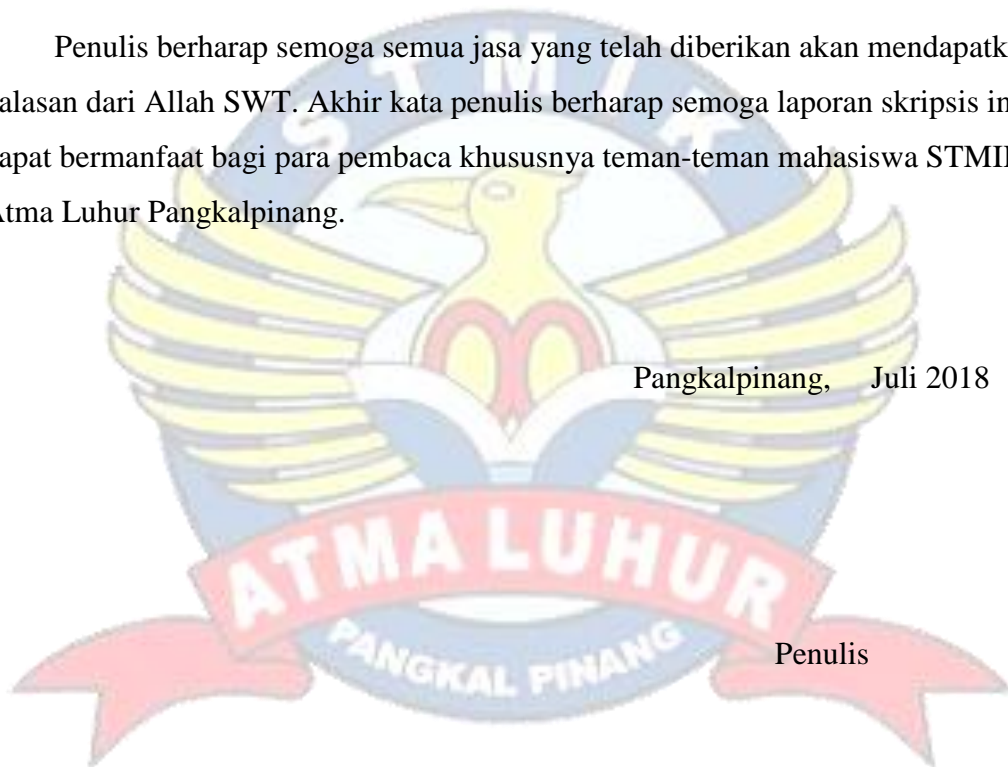 Penulis berharap semoga semua jasa yang telah diberikan akan mendapatk
alasan dari Allah SWT. Akhir kata penulis berharap semoga laporan skripsis in
apat bermanfaat bagi para pembaca khususnya teman-teman mahasiswa STMI
Atma Luhur Pangkalpinang.
STMIK
Pangkalpinang, Juli 2018
ATMA LUHUR
PANGKAL PINANG
Penulis